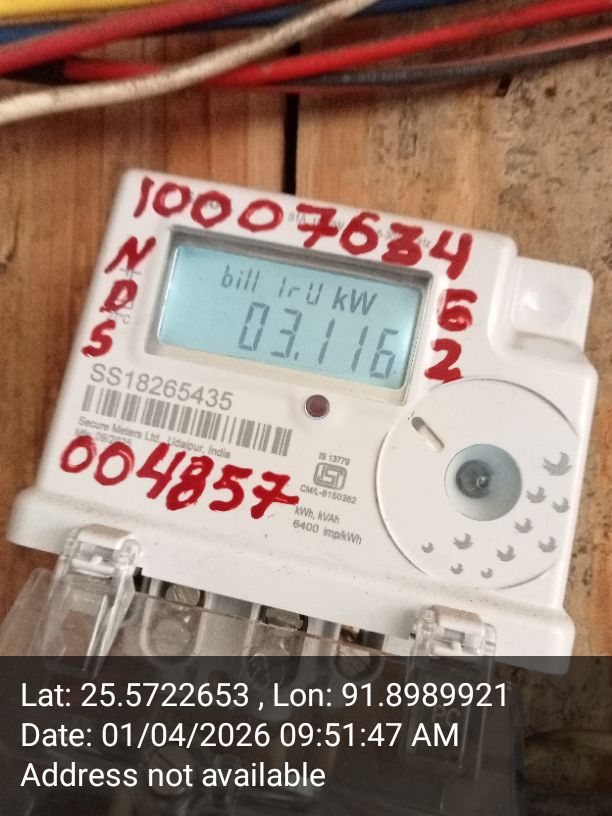 10007634
62
NDS
bill 1rU kW
03.116
SS18265435
Secure Meters Ltd., Udaipur, India
004857
IS 13779
CM/L-8150382
kWh, kVAh
6400 imp/kWh
Lat: 25.5722653 , Lon: 91.8989921
Date: 01/04/2026 09:51:47 AM
Address not available